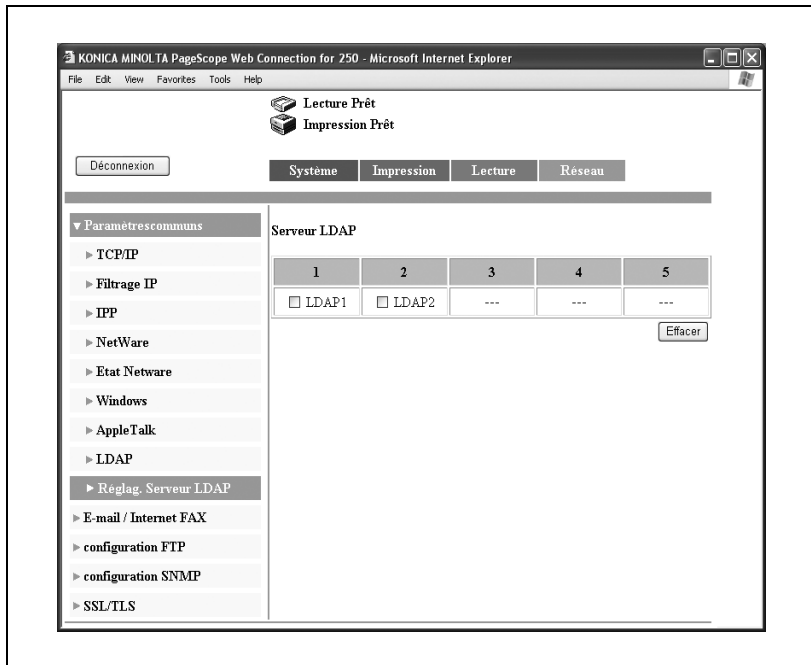 KONICA MINOLTA PageScope Web Connection for 250 - Microsoft Internet Explorer
File Edit View Favorites Tools Help
Lecture Prêt
Impression Prêt
Déconnexion
Système Impression Lecture Réseau
▼ Paramètrescommuns
▶ TCP/IP
▶ Filtrage IP
▶ IPP
▶ NetWare
▶ Etat Netware
▶ Windows
▶ AppleTalk
▶ LDAP
▶ Réglag. Serveur LDAP
▶ E-mail / Internet FAX
▶ configuration FTP
▶ configuration SNMP
▶ SSL/TLS
Serveur LDAP
1 2 3 4 5
LDAP1 LDAP2 --- --- ---
Effacer